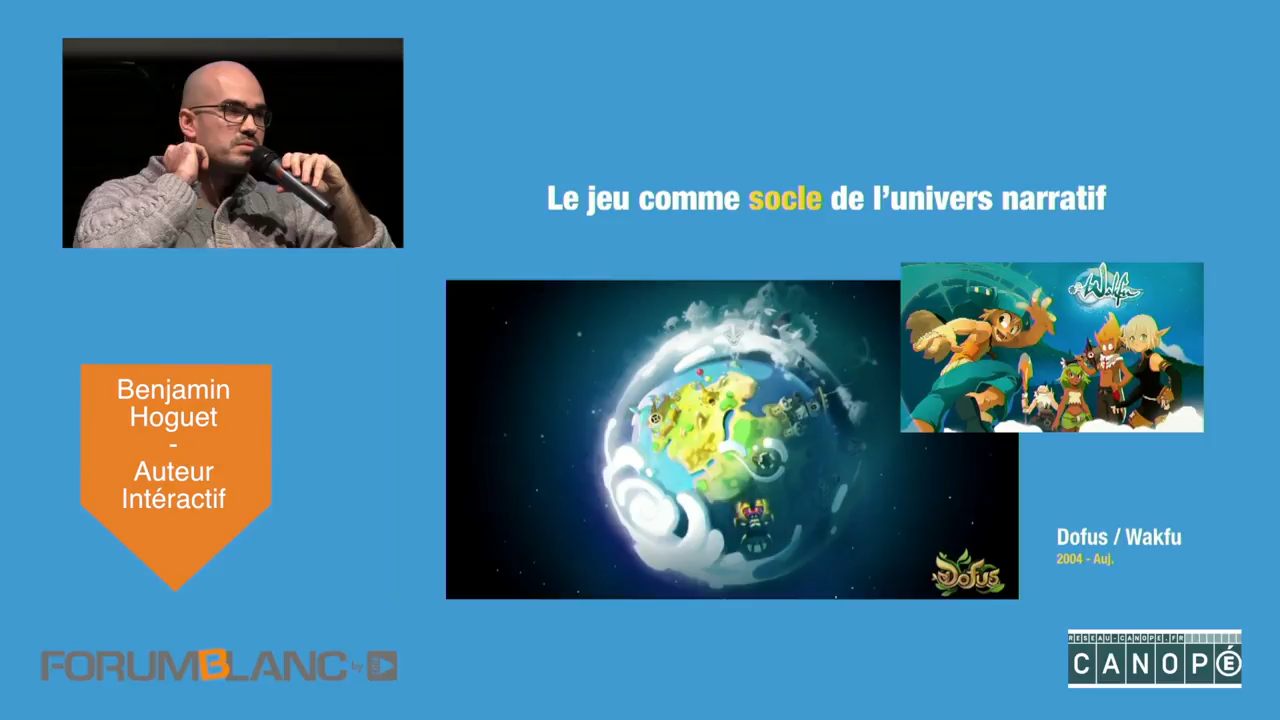 Le jeu comme socle de l'univers narratif
Wakfu
Benjamin
Hoguet
-
Auteur
Intéractif
Dofus
Dofus / Wakfu
2004 - Auj.
FORUMBLANC by
RESEAU-CANOPE.FR
CANOPÉ